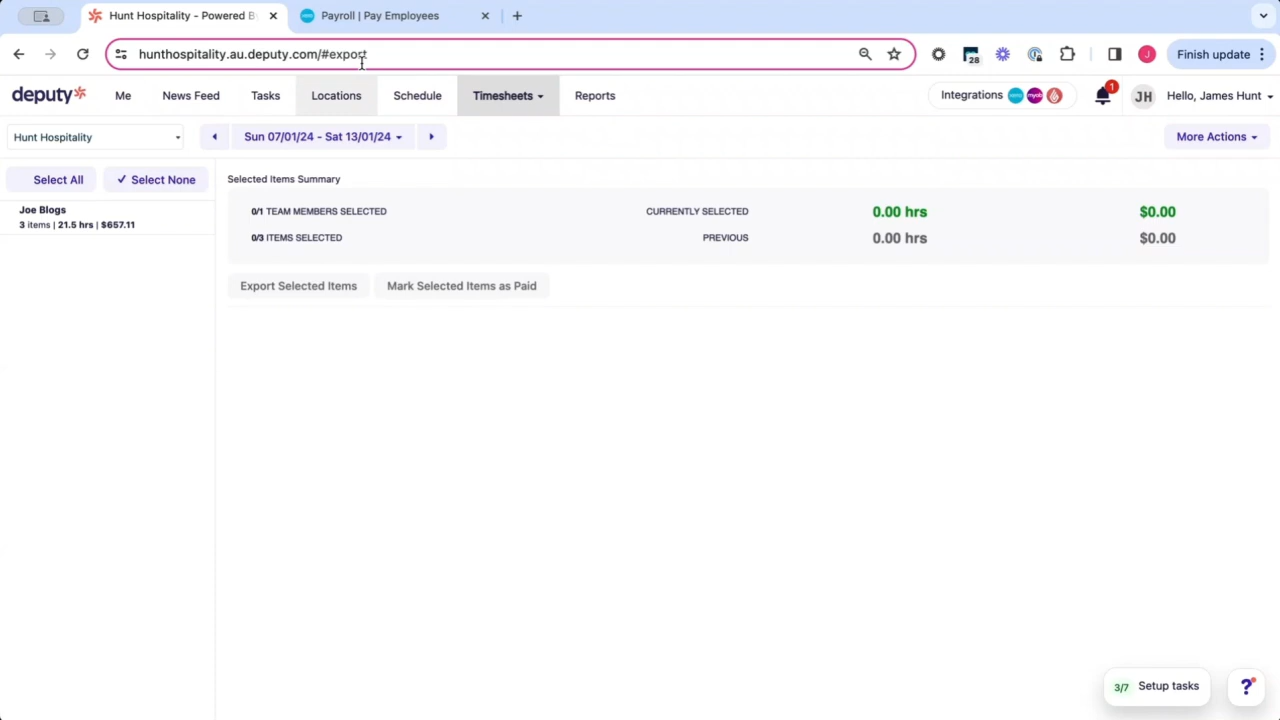 Hunt Hospitality - Powered B
Payroll | Pay Employees
hunthospitality.au.deputy.com/#export
28
J
Finish update
deputy
Me
News Feed
Tasks
Locations
Schedule
Timesheets
Reports
Integrations
xero
myob
1
JH
Hello, James Hunt
Hunt Hospitality
Sun 07/01/24 - Sat 13/01/24
More Actions
Select All
Select None
Joe Blogs
3 items | 21.5 hrs | $657.11
Selected Items Summary
0/1 TEAM MEMBERS SELECTED
CURRENTLY SELECTED
0.00 hrs
$0.00
0/3 ITEMS SELECTED
PREVIOUS
0.00 hrs
$0.00
Export Selected Items
Mark Selected Items as Paid
3/7
Setup tasks
?